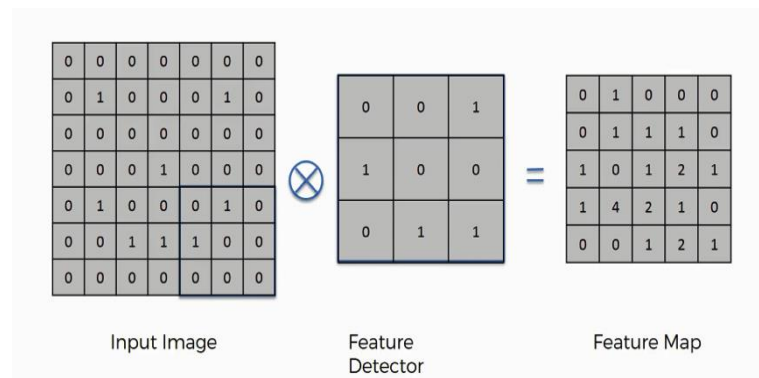 0 0 0 0 0 0 0
0 1 0 0 0 1 0
0 0 0 0 0 0 0
0 0 0 1 0 0 0
0 1 0 0 0 1 0
0 0 1 1 1 0 0
0 0 0 0 0 0 0
⊗
0 0 1
1 0 0
0 1 1
=
0 1 0 0 0
0 1 1 1 0
1 0 1 2 1
1 4 2 1 0
0 0 1 2 1
Input Image
Feature
Detector
Feature Map